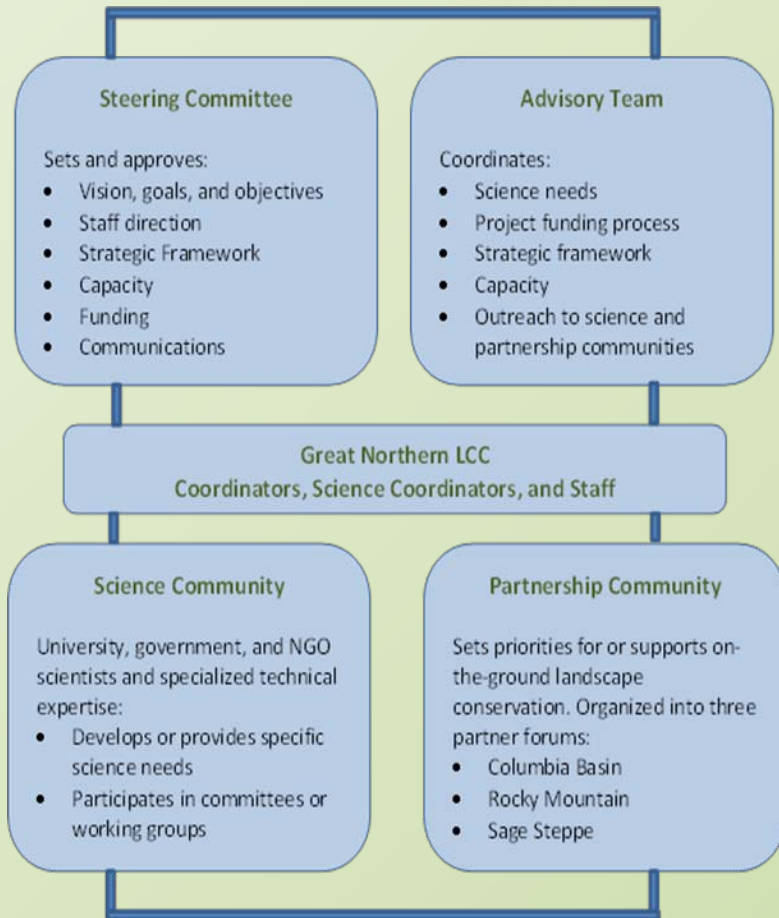 Steering Committee
Sets and approves:
• Vision, goals, and objectives
• Staff direction
• Strategic Framework
• Capacity
• Funding
• Communications
Advisory Team
Coordinates:
• Science needs
• Project funding process
• Strategic framework
• Capacity
• Outreach to science and
partnership communities
Great Northern LCC
Coordinators, Science Coordinators, and Staff
Science Community
University, government, and NGO
scientists and specialized technical
expertise:
• Develops or provides specific
science needs
• Participates in committees or
working groups
Partnership Community
Sets priorities for or supports on-
the-ground landscape
conservation. Organized into three
partner forums:
• Columbia Basin
• Rocky Mountain
• Sage Steppe